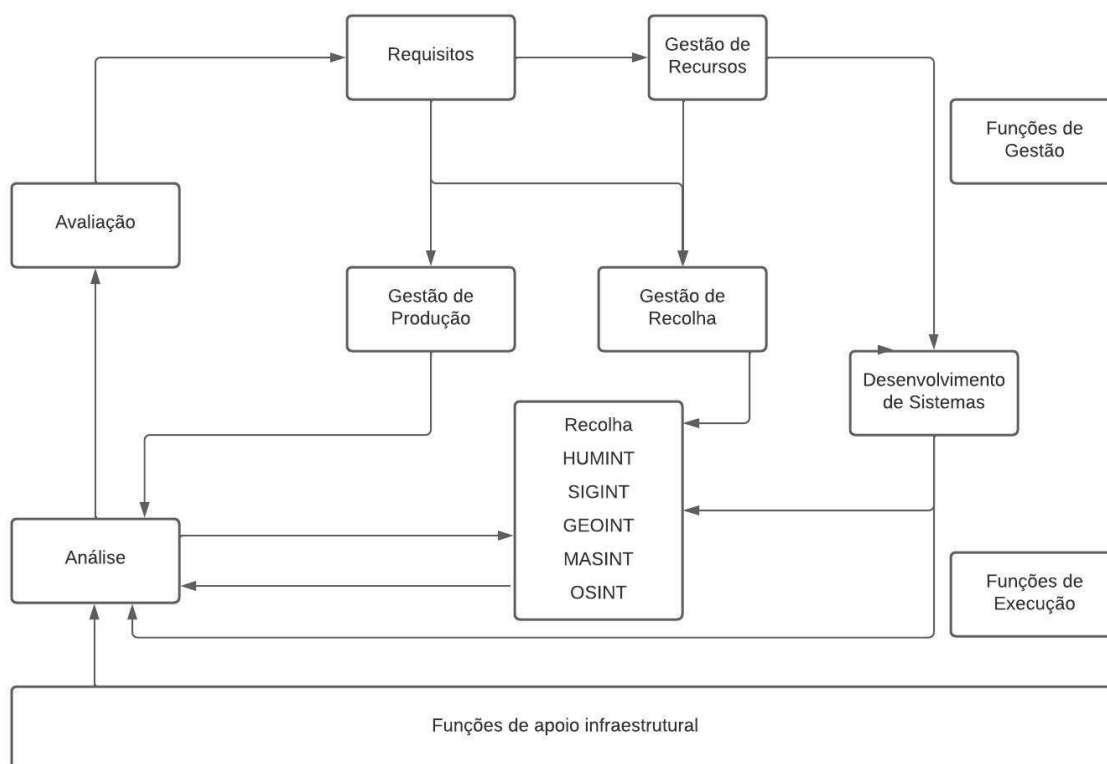 Requisitos
Gestão de
Recursos
Funções de
Gestão
Avaliação
Gestão de
Produção
Gestão de
Recolha
Desenvolvimento
de Sistemas
Recolha
HUMINT
SIGINT
GEOINT
MASINT
OSINT
Análise
Funções de
Execução
Funções de apoio infraestrutural